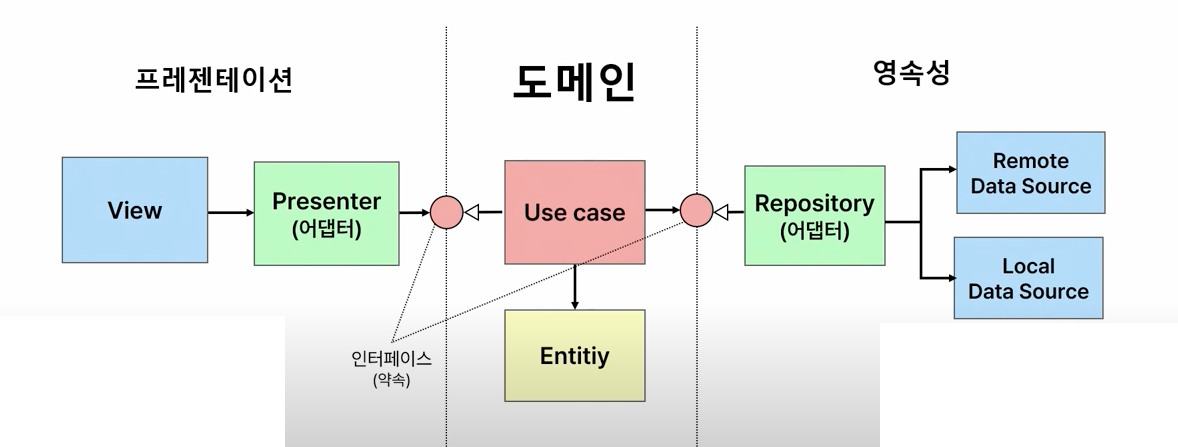 프레젠테이션
도메인
영속성
View
Presenter
(어댑터)
Use case
Repository
(어댑터)
Remote
Data Source
Local
Data Source
Entitiy
인터페이스
(약속)